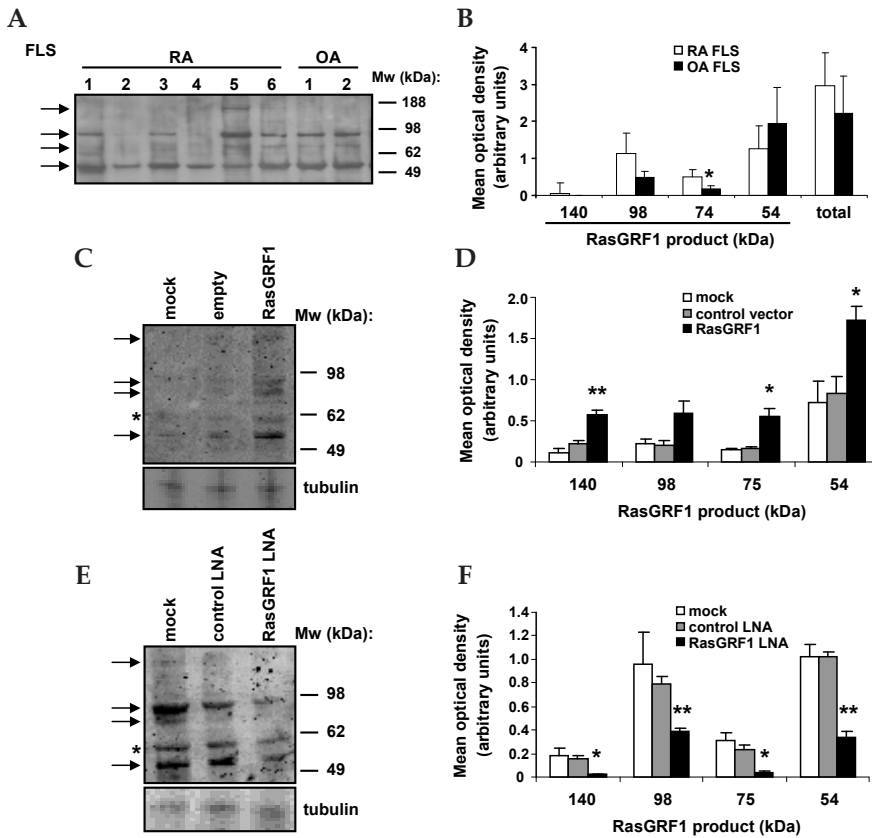 A
FLS
RA
OA
1 2 3 4 5 6 1 2
Mw (kDa):
188
98
62
49
B
RA FLS
OA FLS
Mean optical density
(arbitrary units)
4
3
2
1
0
*
140 98 74 54 total
RasGRF1 product (kDa)
C
mock
empty
RasGRF1
Mw (kDa):
98
62
49
*
tubulin
D
mock
control vector
RasGRF1
Mean optical density
(arbitrary units)
2.0
1.5
1.0
0.5
0
**
*
*
140 98 75 54
RasGRF1 product (kDa)
E
mock
control LNA
RasGRF1 LNA
Mw (kDa):
98
62
49
*
tubulin
F
mock
control LNA
RasGRF1 LNA
Mean optical density
(arbitrary units)
1.4
1.2
1.0
0.8
0.6
0.4
0.2
0
*
**
*
**
140 98 75 54
RasGRF1 product (kDa)